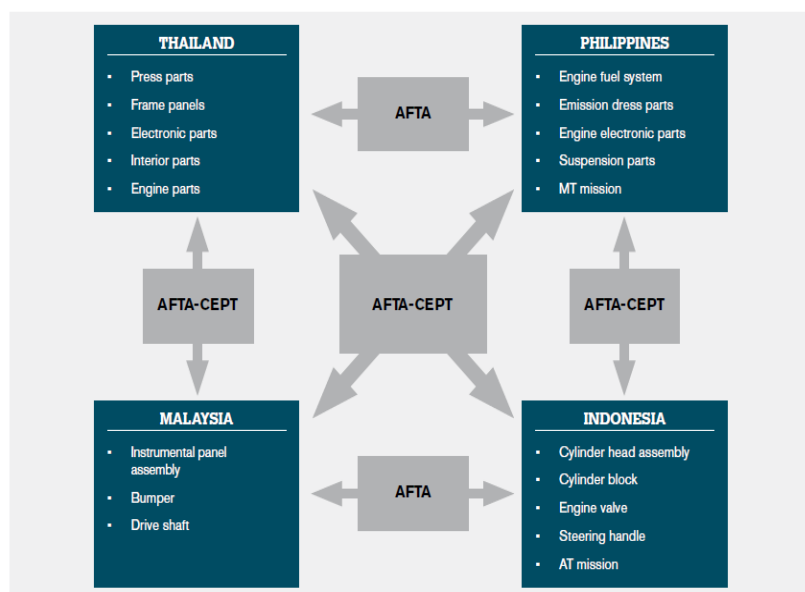 THAILAND
Press parts
Frame panels
Electronic parts
Interior parts
Engine parts
AFTA
PHILIPPINES
Engine fuel system
Emission dress parts
Engine electronic parts
Suspension parts
MT mission
AFTA-CEPT
AFTA-CEPT
AFTA-CEPT
MALAYSIA
Instrumental panel
assembly
Bumper
Drive shaft
AFTA
INDONESIA
Cylinder head assembly
Cylinder block
Engine valve
Steering handle
AT mission